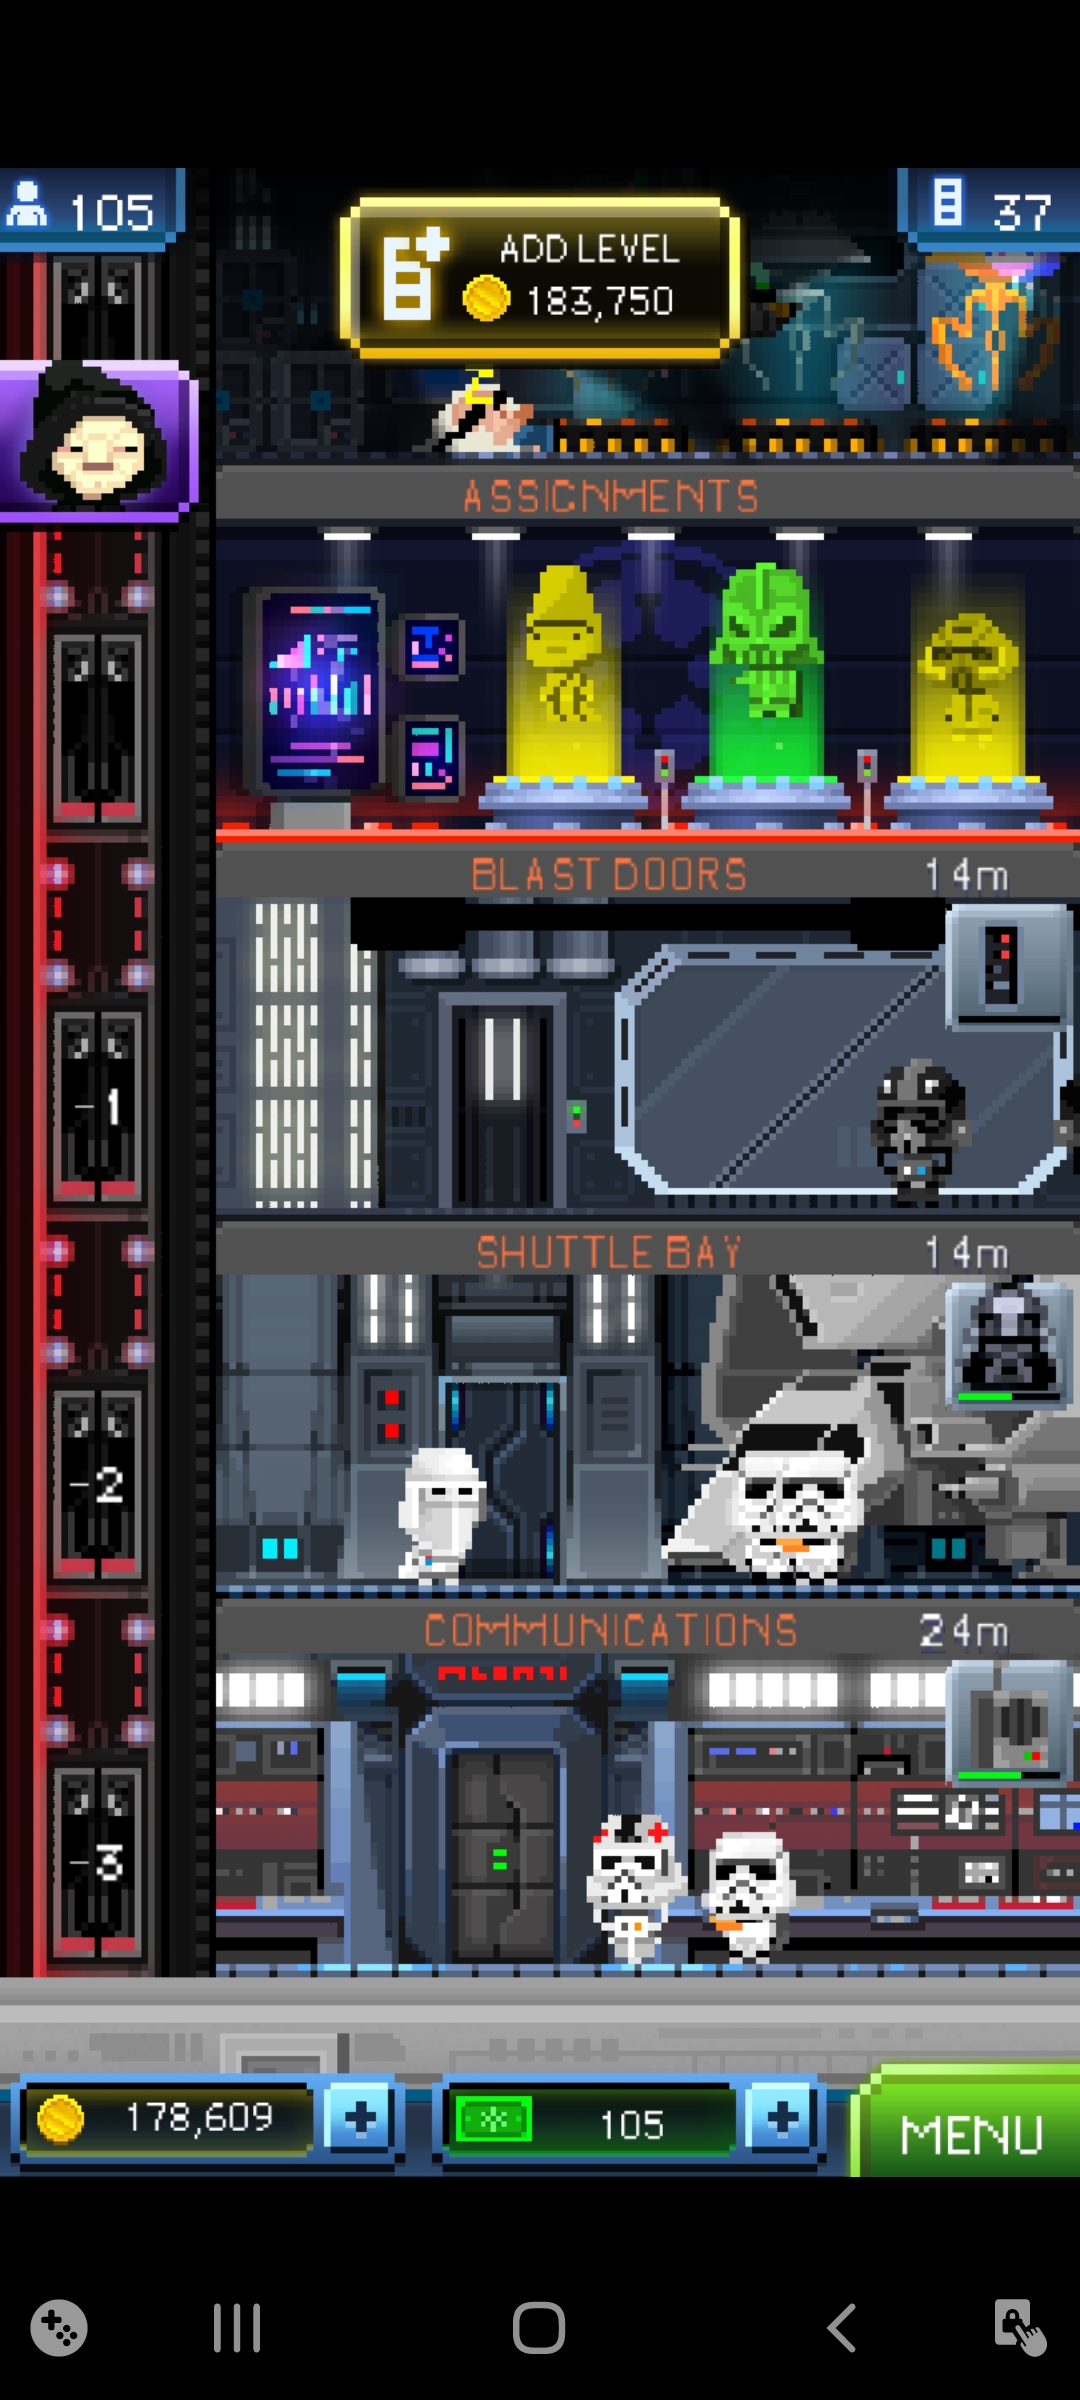 105
ADD LEVEL
183,750
37
ASSIGNMENTS
BLAST DOORS 14m
-1
SHUTTLE BAY 14m
-2
COMMUNICATIONS 24m
-3
178,609
105
MENU